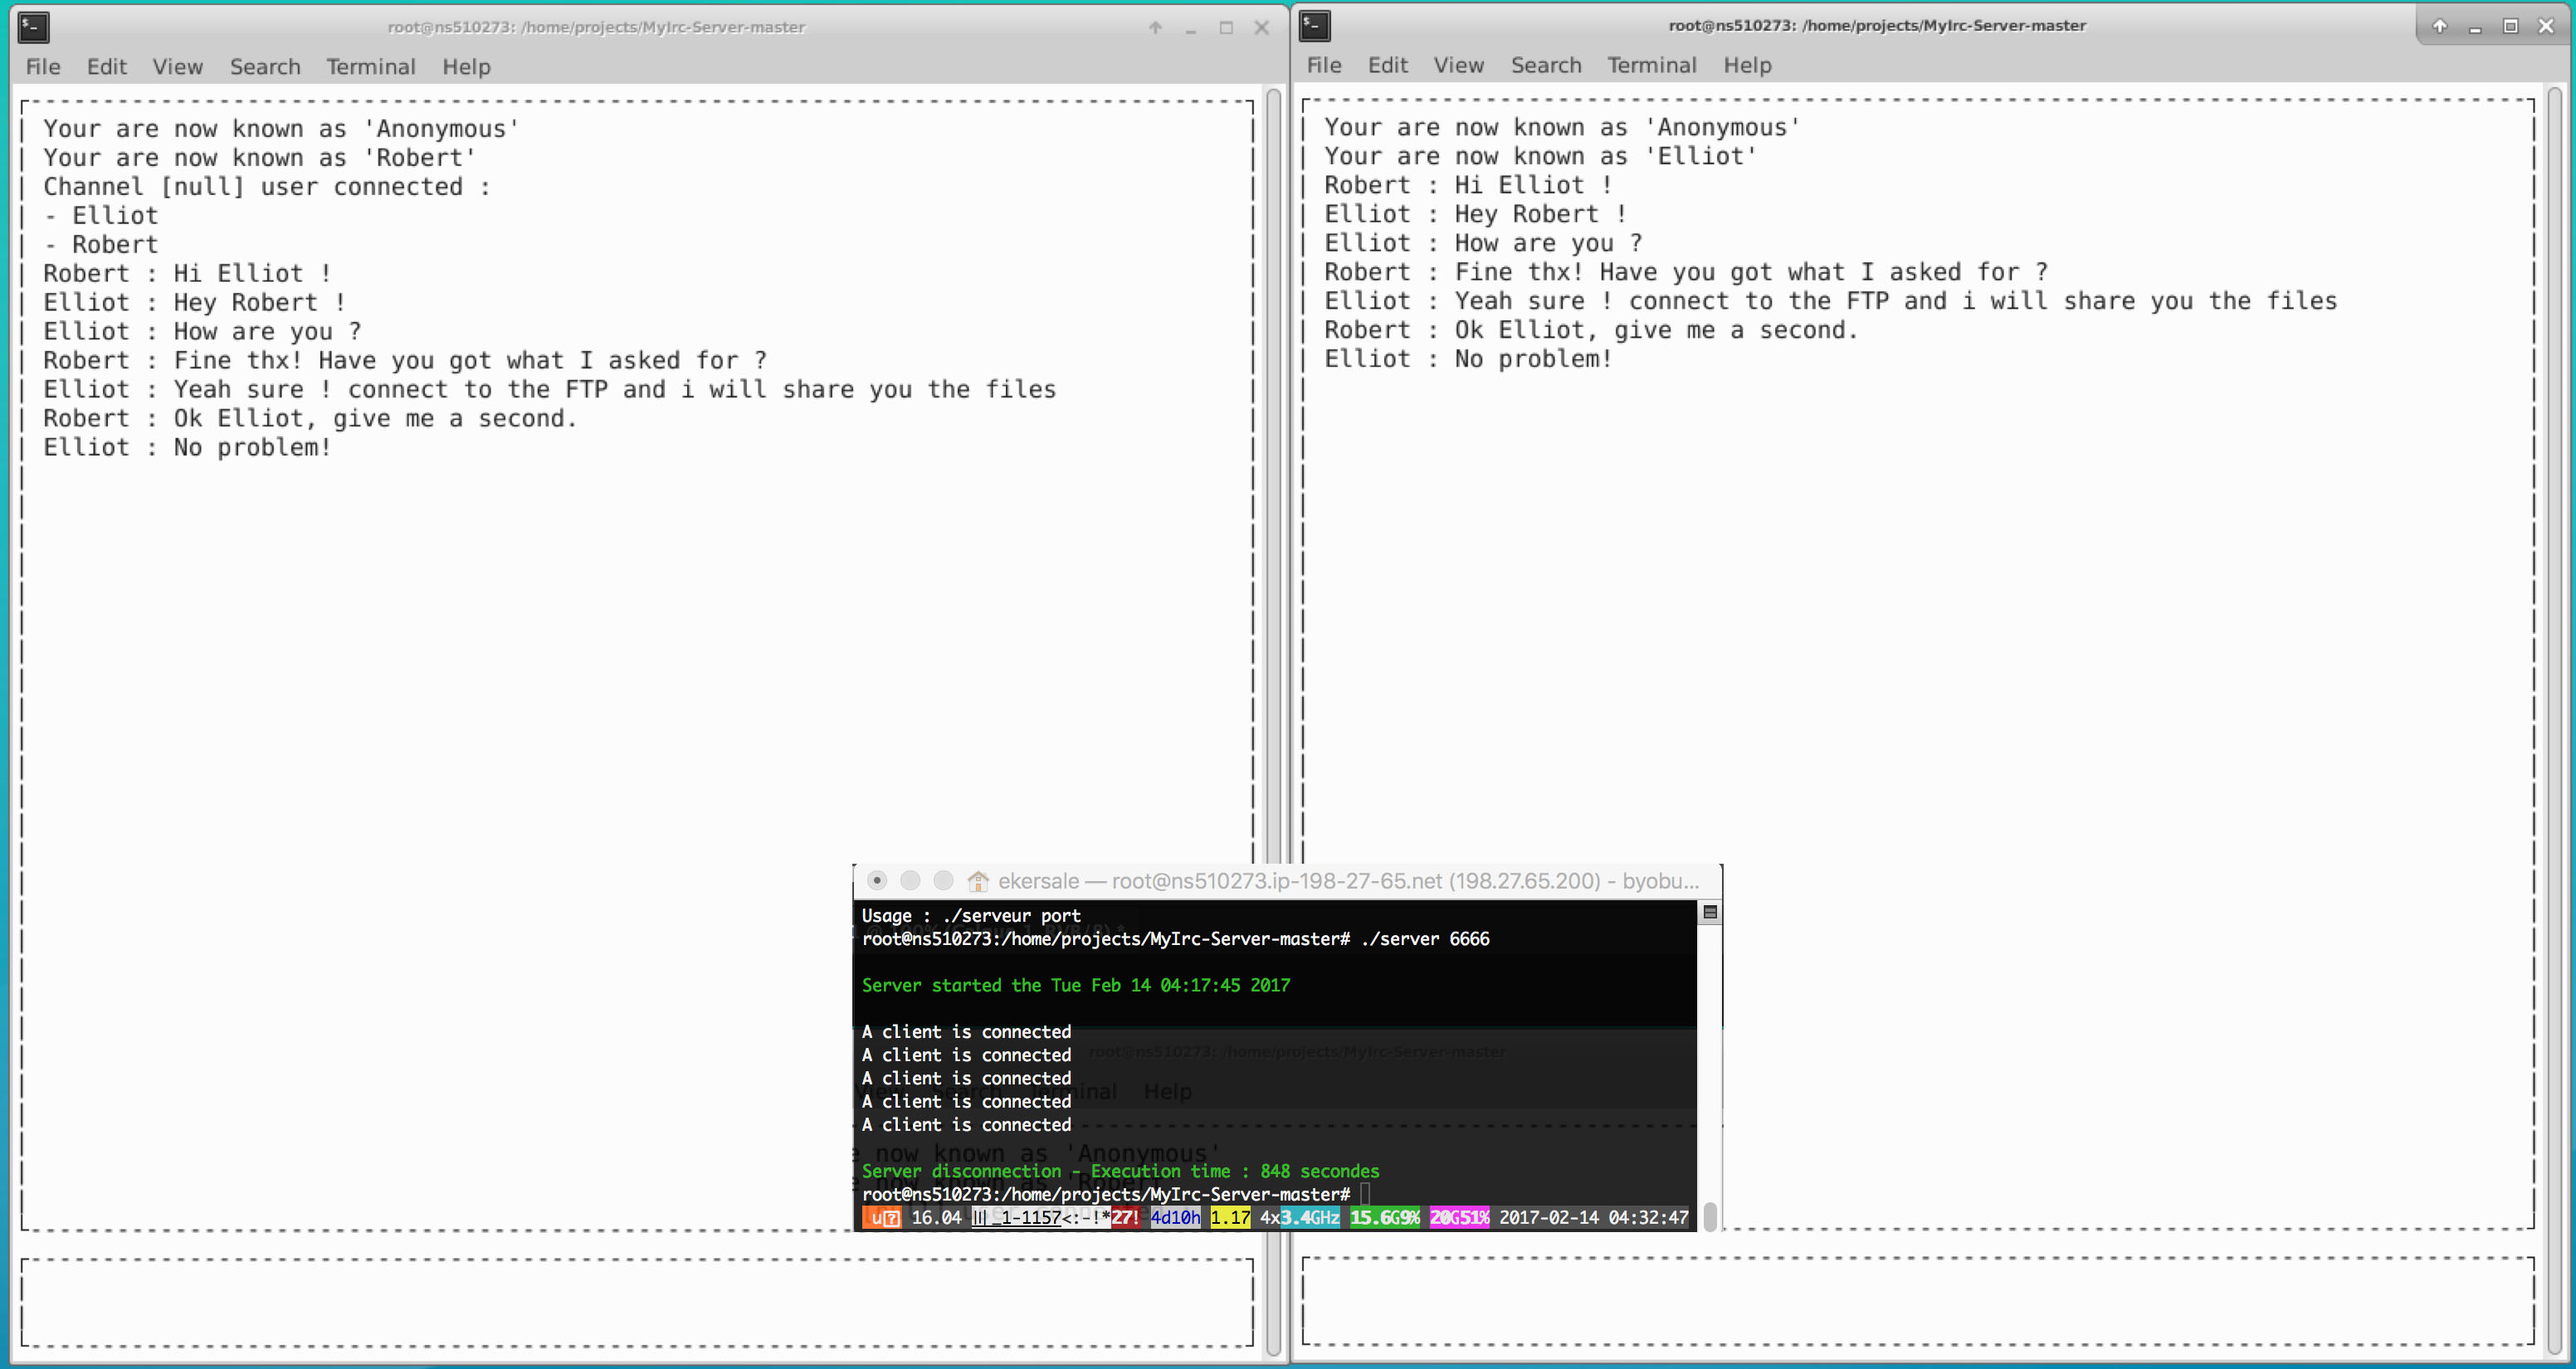 root@ns510273: /home/projects/MyIrc-Server-master
File Edit View Search Terminal Help
Your are now known as 'Anonymous'
Your are now known as 'Robert'
Channel [null] user connected :
- Elliot
- Robert
Robert : Hi Elliot !
Elliot : Hey Robert !
Elliot : How are you ?
Robert : Fine thx! Have you got what I asked for ?
Elliot : Yeah sure ! connect to the FTP and i will share you the files
Robert : Ok Elliot, give me a second.
Elliot : No problem!
root@ns510273: /home/projects/MyIrc-Server-master
File Edit View Search Terminal Help
Your are now known as 'Anonymous'
Your are now known as 'Elliot'
Robert : Hi Elliot !
Elliot : Hey Robert !
Elliot : How are you ?
Robert : Fine thx! Have you got what I asked for ?
Elliot : Yeah sure ! connect to the FTP and i will share you the files
Robert : Ok Elliot, give me a second.
Elliot : No problem!
ekersale — root@ns510273.ip-198-27-65.net (198.27.65.200) - byobu...
Usage : ./serveur port
root@ns510273:/home/projects/MyIrc-Server-master# ./server 6666
Server started the Tue Feb 14 04:17:45 2017
A client is connected
A client is connected
A client is connected
A client is connected
A client is connected
Server disconnection - Execution time : 848 secondes
root@ns510273:/home/projects/MyIrc-Server-master#
16.04 ||| _1-1157<:-!*27! 4d10h 1.17 4x3.4GHz 15.6G9% 20G51% 2017-02-14 04:32:47